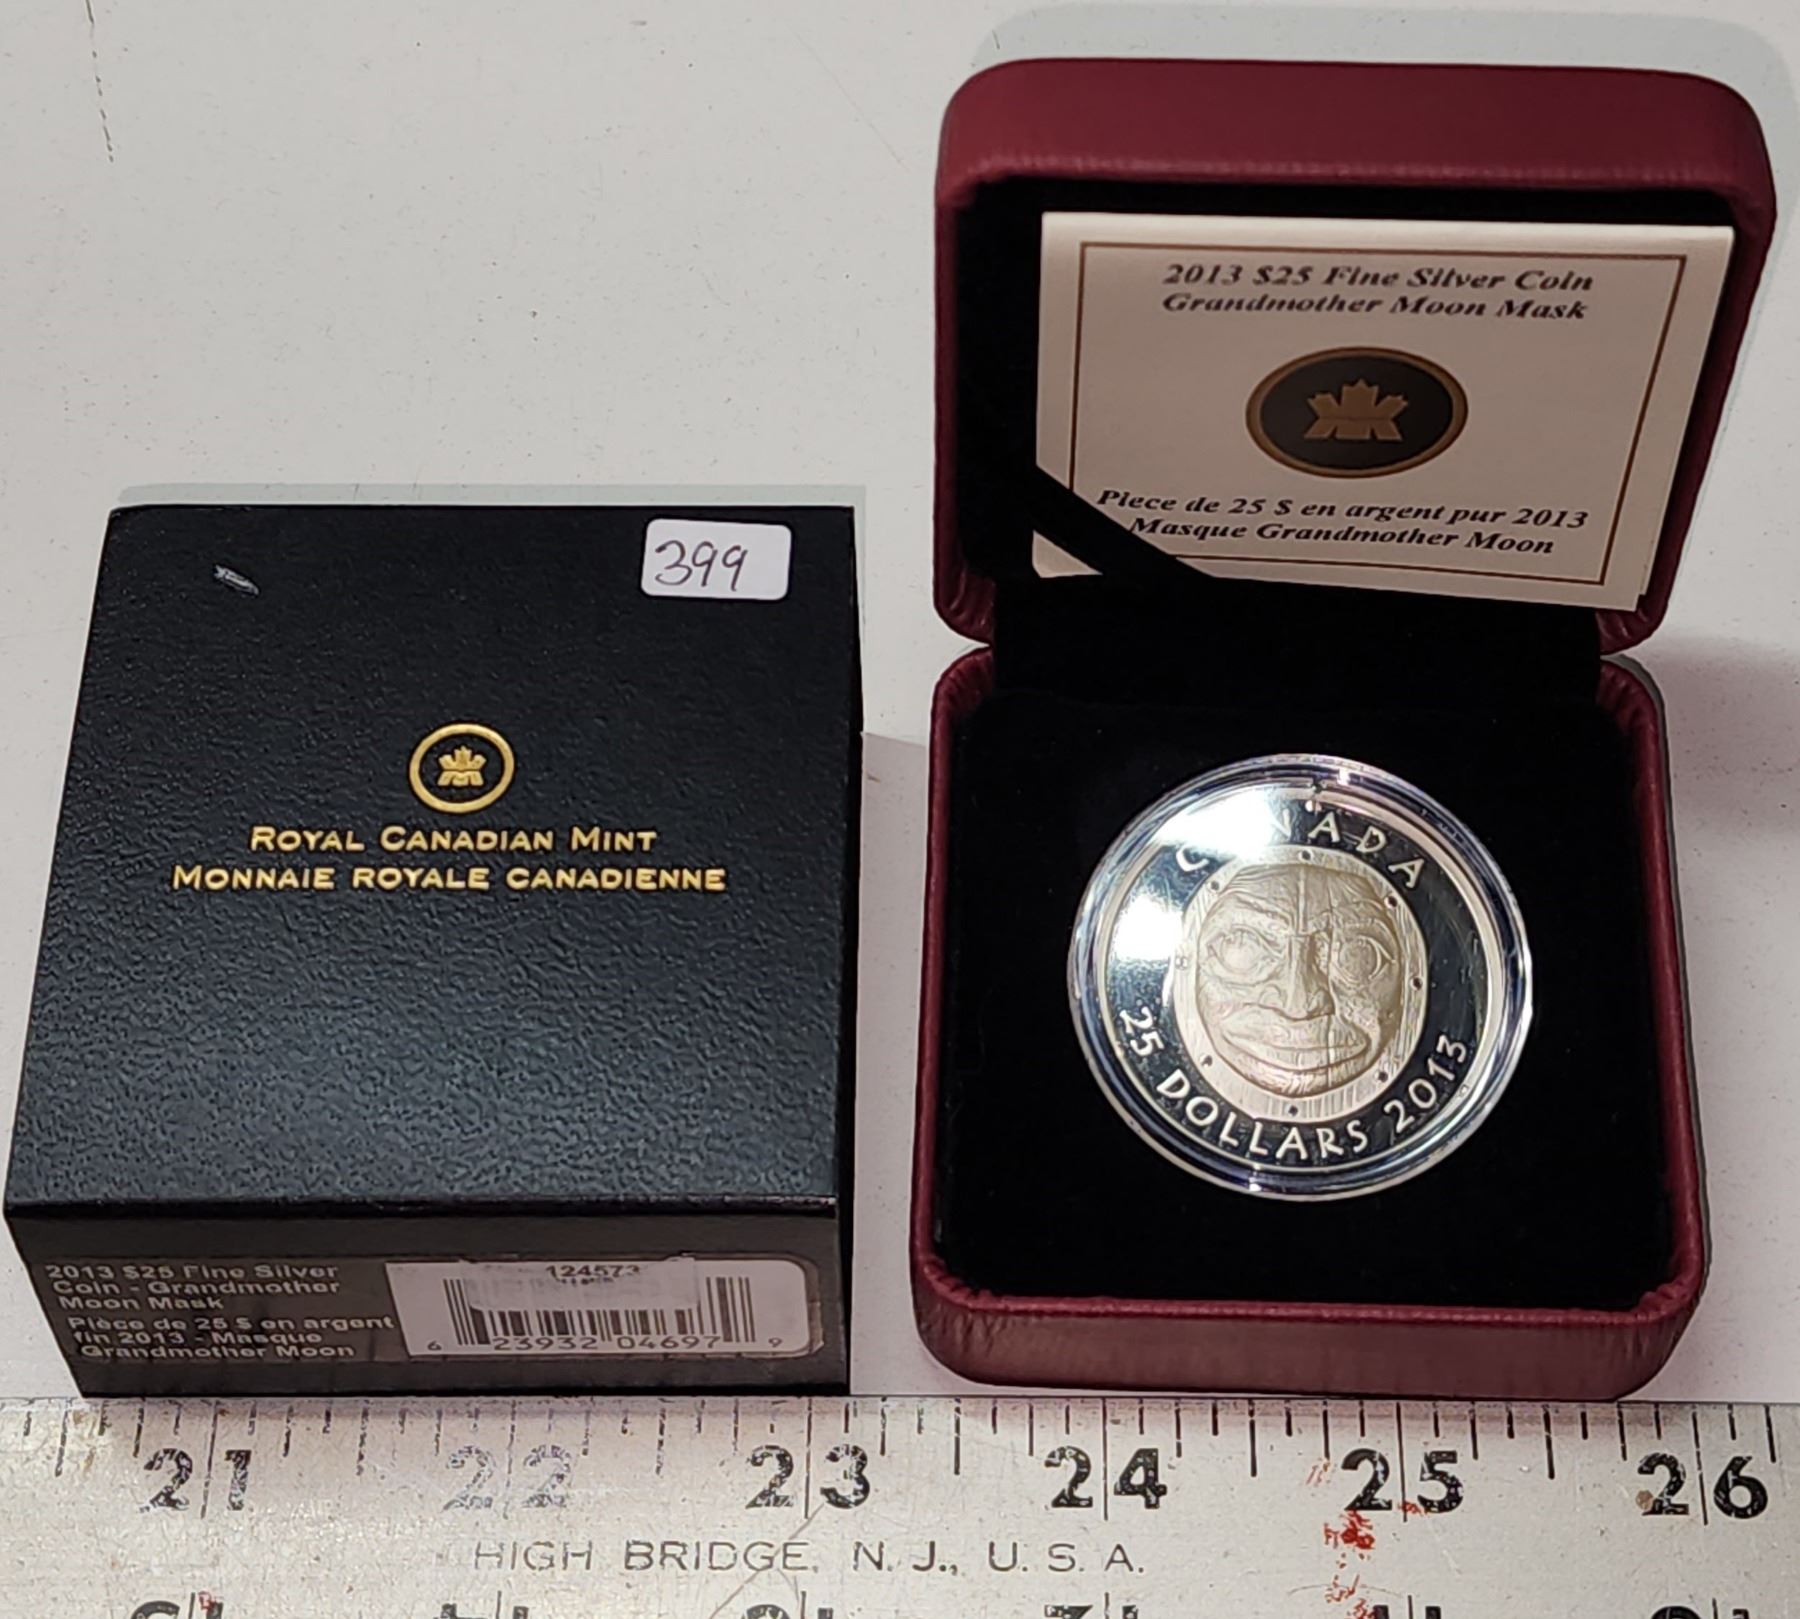 399
ROYAL CANADIAN MINT
MONNAIE ROYALE CANADIENNE
2013 $25 Fine Silver
Coin - Grandmother
Moon Mask
Pièce de 25 $ en argent
fin 2013 - Masque
Grandmother Moon
124573
6 23932 04697 9
2013 $25 Fine Silver Coin
Grandmother Moon Mask
Piece de 25 $ en argent pur 2013
Masque Grandmother Moon
CANADA
25 DOLLARS 2013
21 22 23 24 25 26
HIGH BRIDGE, N. J., U. S. A.